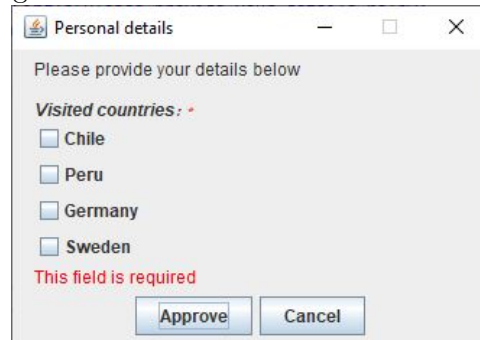 Personal details
Please provide your details below
Visited countries: *
Chile
Peru
Germany
Sweden
This field is required
Approve Cancel